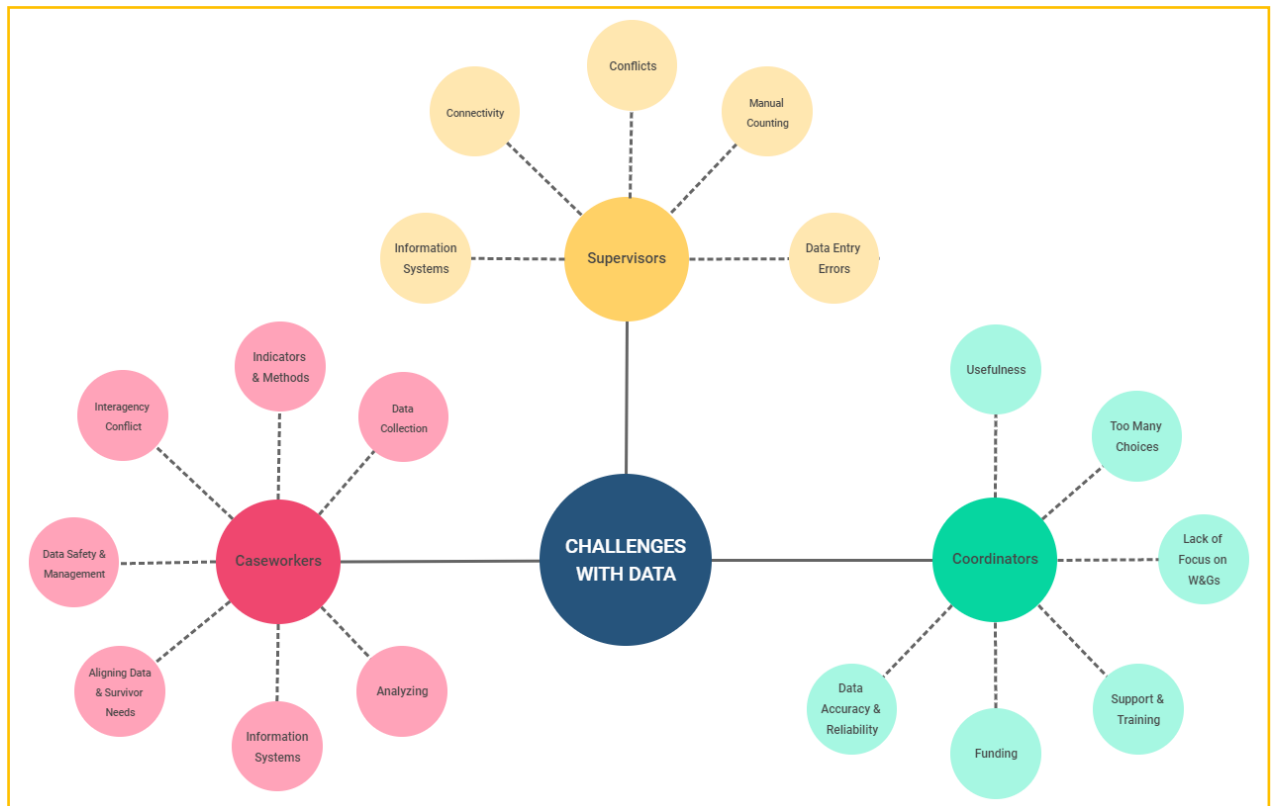 Conflicts
Connectivity
Manual
Counting
Information
Systems
Supervisors
Data Entry
Errors
Indicators
& Methods
Interagency
Conflict
Data
Collection
Data Safety &
Management
Caseworkers
Aligning Data
& Survivor
Needs
Information
Systems
Analyzing
CHALLENGES
WITH DATA
Usefulness
Too Many
Choices
Coordinators
Lack of
Focus on
W&Gs
Data
Accuracy &
Reliability
Funding
Support &
Training